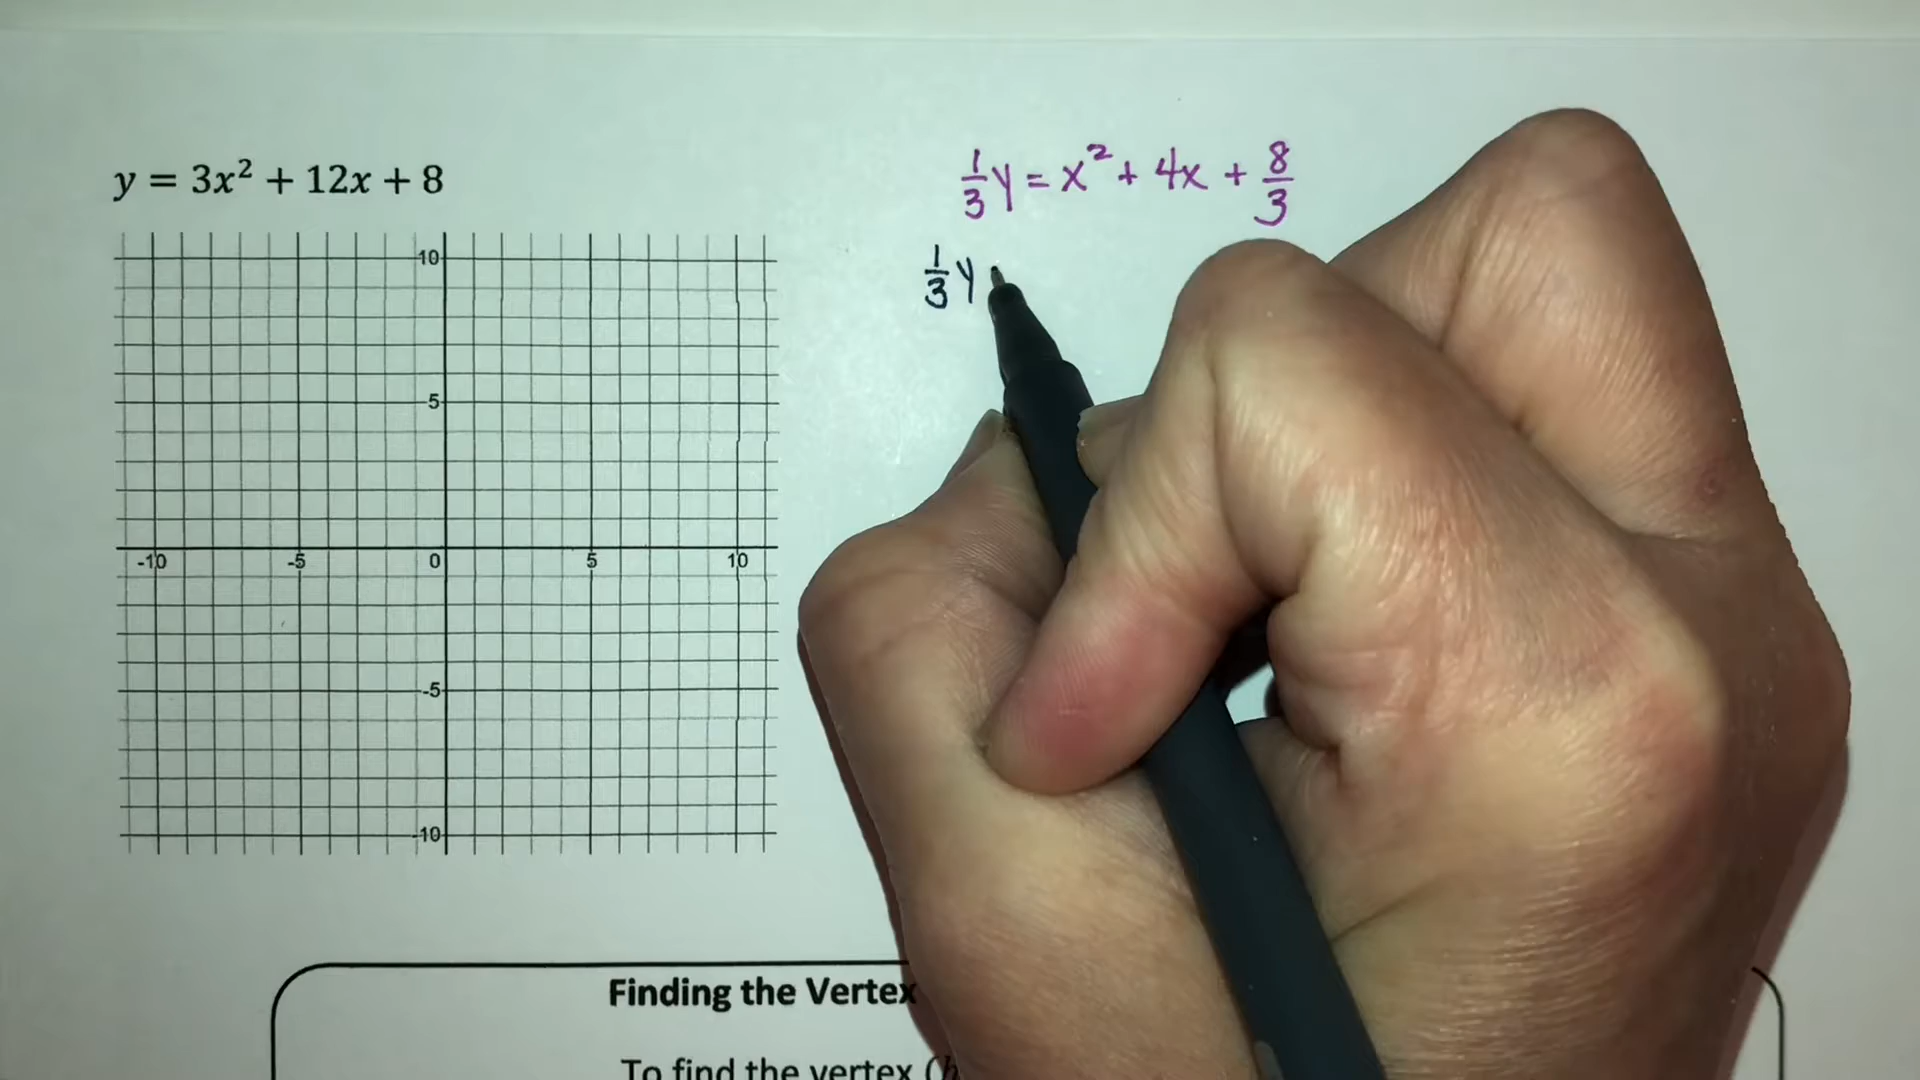 y = 3x² + 12x + 8
1/3 y = x² + 4x + 8/3
1/3 y
10
5
-10 -5 0 5 10
-5
-10
Finding the Vertex
To find the vertex (h